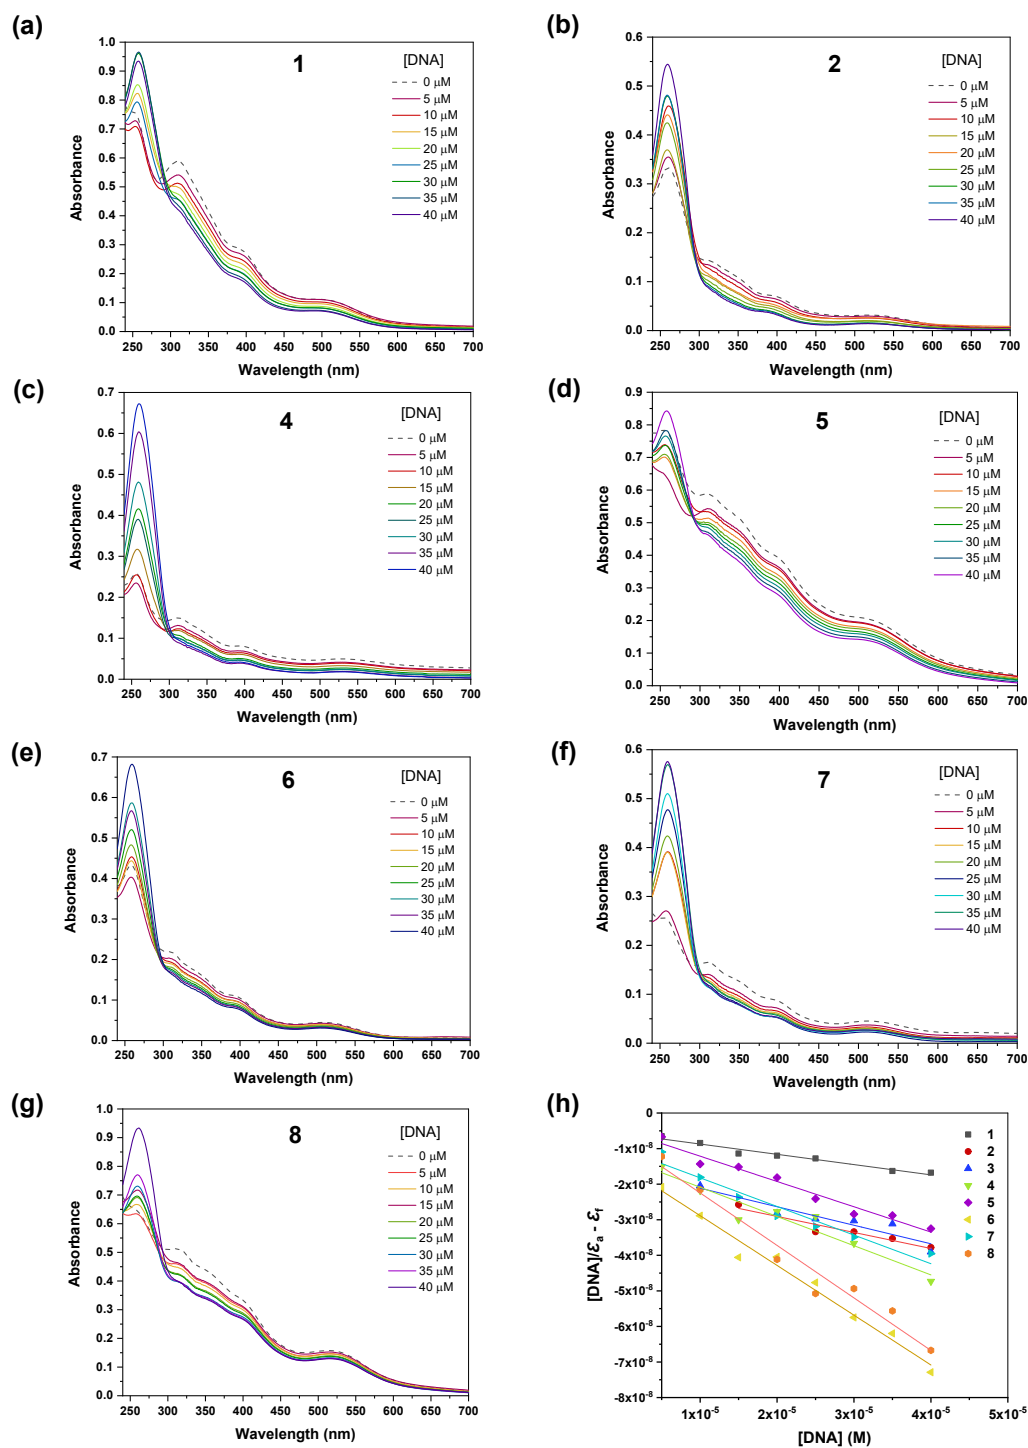 (a)
1
[DNA]
0 μM
5 μM
10 μM
15 μM
20 μM
25 μM
30 μM
35 μM
40 μM
Absorbance
1.0
0.9
0.8
0.7
0.6
0.5
0.4
0.3
0.2
0.1
0.0
250 300 350 400 450 500 550 600 650 700
Wavelength (nm)
(b)
2
[DNA]
0 μM
5 μM
10 μM
15 μM
20 μM
25 μM
30 μM
35 μM
40 μM
Absorbance
0.6
0.5
0.4
0.3
0.2
0.1
0.0
250 300 350 400 450 500 550 600 650 700
Wavelength (nm)
(c)
4
[DNA]
0 μM
5 μM
10 μM
15 μM
20 μM
25 μM
30 μM
35 μM
40 μM
Absorbance
0.7
0.6
0.5
0.4
0.3
0.2
0.1
0.0
250 300 350 400 450 500 550 600 650 700
Wavelength (nm)
(d)
5
[DNA]
0 μM
5 μM
10 μM
15 μM
20 μM
25 μM
30 μM
35 μM
40 μM
Absorbance
0.9
0.8
0.7
0.6
0.5
0.4
0.3
0.2
0.1
0.0
250 300 350 400 450 500 550 600 650 700
Wavelength (nm)
(e)
6
[DNA]
0 μM
5 μM
10 μM
15 μM
20 μM
25 μM
30 μM
35 μM
40 μM
Absorbance
0.7
0.6
0.5
0.4
0.3
0.2
0.1
0.0
250 300 350 400 450 500 550 600 650 700
Wavelength (nm)
(f)
7
[DNA]
0 μM
5 μM
10 μM
15 μM
20 μM
25 μM
30 μM
35 μM
40 μM
Absorbance
0.6
0.5
0.4
0.3
0.2
0.1
0.0
250 300 350 400 450 500 550 600 650 700
Wavelength (nm)
(g)
8
[DNA]
0 μM
5 μM
10 μM
15 μM
20 μM
25 μM
30 μM
35 μM
40 μM
Absorbance
1.0
0.9
0.8
0.7
0.6
0.5
0.4
0.3
0.2
0.1
0.0
250 300 350 400 450 500 550 600 650 700
Wavelength (nm)
(h)
1
2
3
4
5
6
7
8
[DNA]/Ɛa - Ɛf
0
-1x10⁻⁸
-2x10⁻⁸
-3x10⁻⁸
-4x10⁻⁸
-5x10⁻⁸
-6x10⁻⁸
-7x10⁻⁸
-8x10⁻⁸
1x10⁻⁵ 2x10⁻⁵ 3x10⁻⁵ 4x10⁻⁵ 5x10⁻⁵
[DNA] (M)